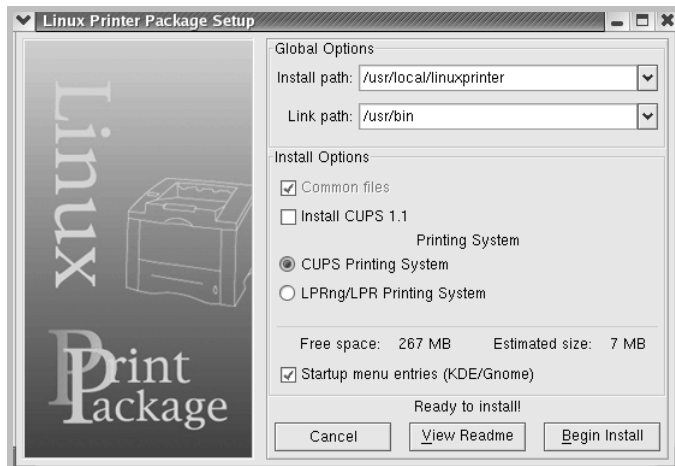 Linux Printer Package Setup
Linux
Print
Package
Global Options
Install path: /usr/local/linuxprinter
Link path: /usr/bin
Install Options
Common files
Install CUPS 1.1
Printing System
CUPS Printing System
LPRng/LPR Printing System
Free space: 267 MB Estimated size: 7 MB
Startup menu entries (KDE/Gnome)
Ready to install!
Cancel View Readme Begin Install